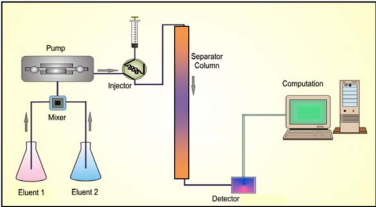 Pump
Injector
Separator
Column
Computation
Mixer
Eluent 1
Eluent 2
Detector